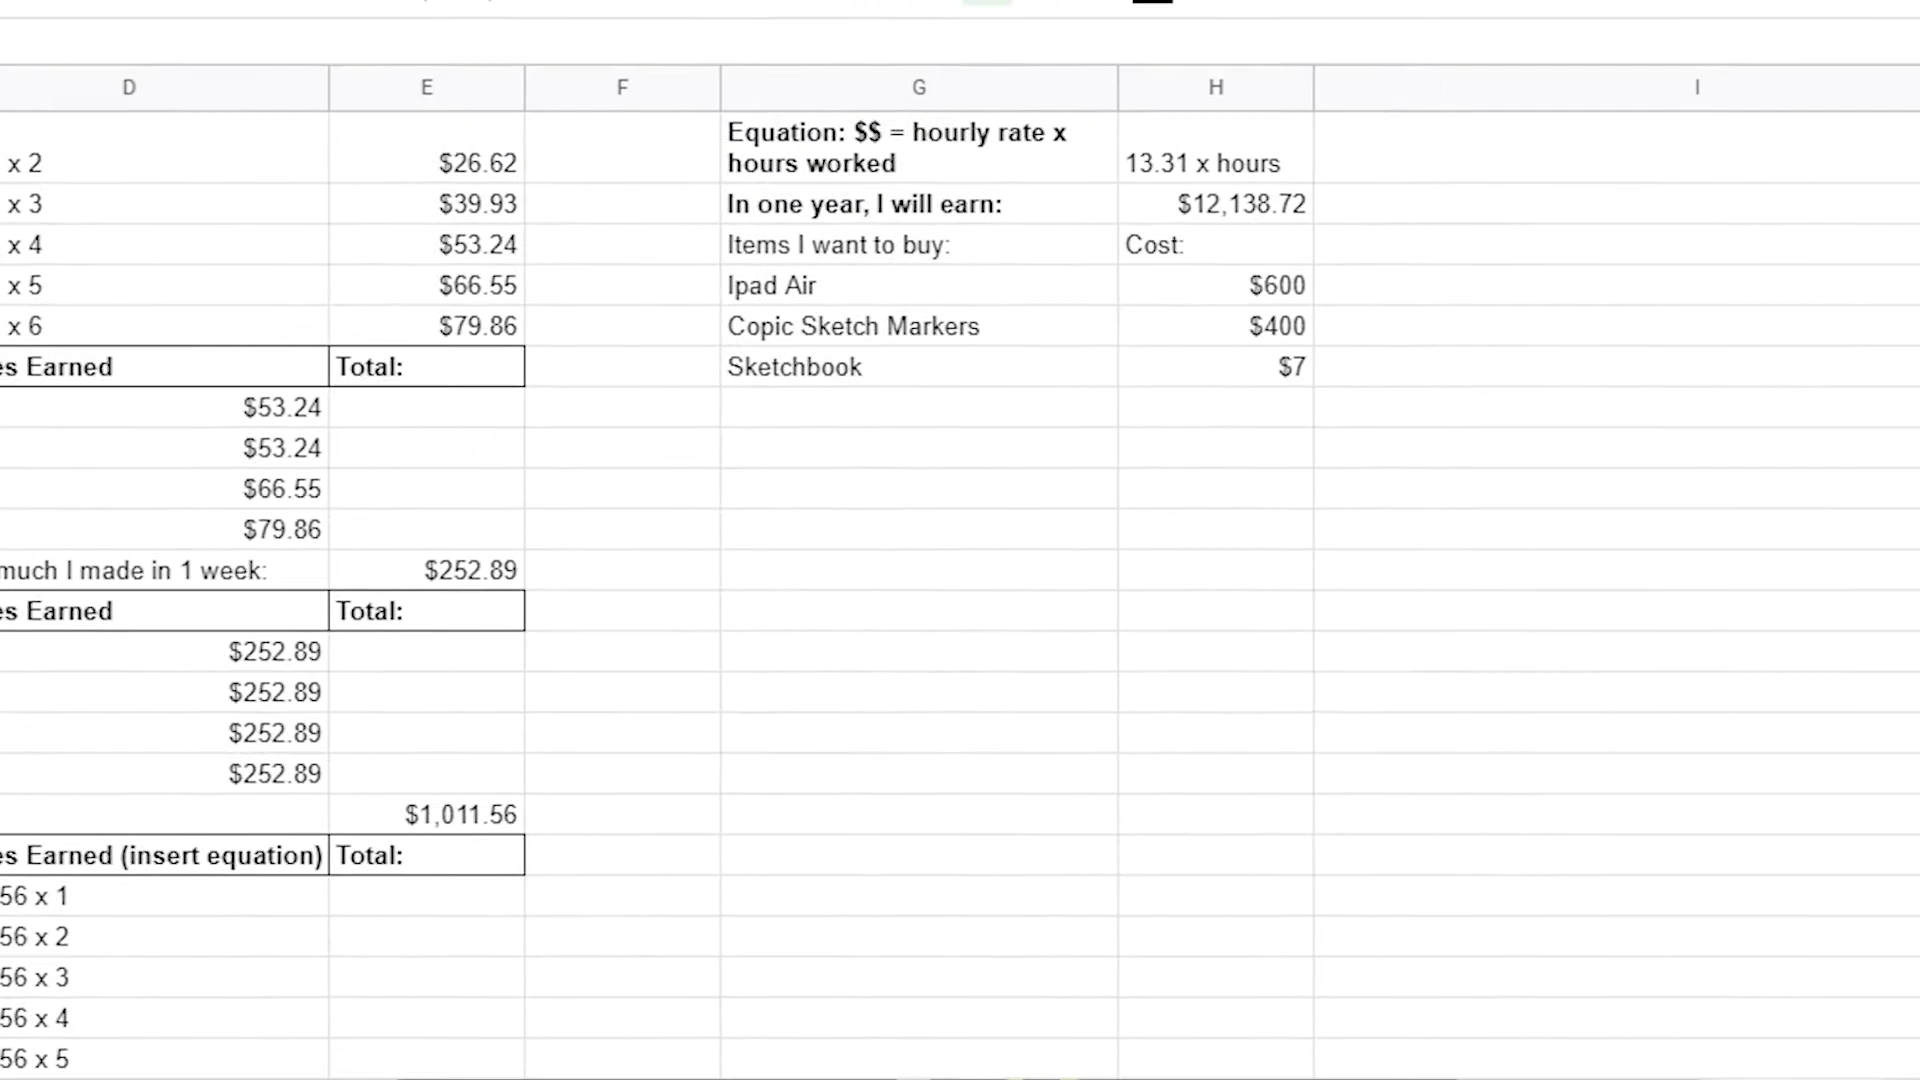 D E F G H I
Equation: $$ = hourly rate x
x 2 $26.62 hours worked 13.31 x hours
x 3 $39.93 In one year, I will earn: $12,138.72
x 4 $53.24 Items I want to buy: Cost:
x 5 $66.55 Ipad Air $600
x 6 $79.86 Copic Sketch Markers $400
es Earned Total: Sketchbook $7
$53.24
$53.24
$66.55
$79.86
much I made in 1 week: $252.89
es Earned Total:
$252.89
$252.89
$252.89
$252.89
$1,011.56
es Earned (insert equation) Total:
56 x 1
56 x 2
56 x 3
56 x 4
56 x 5